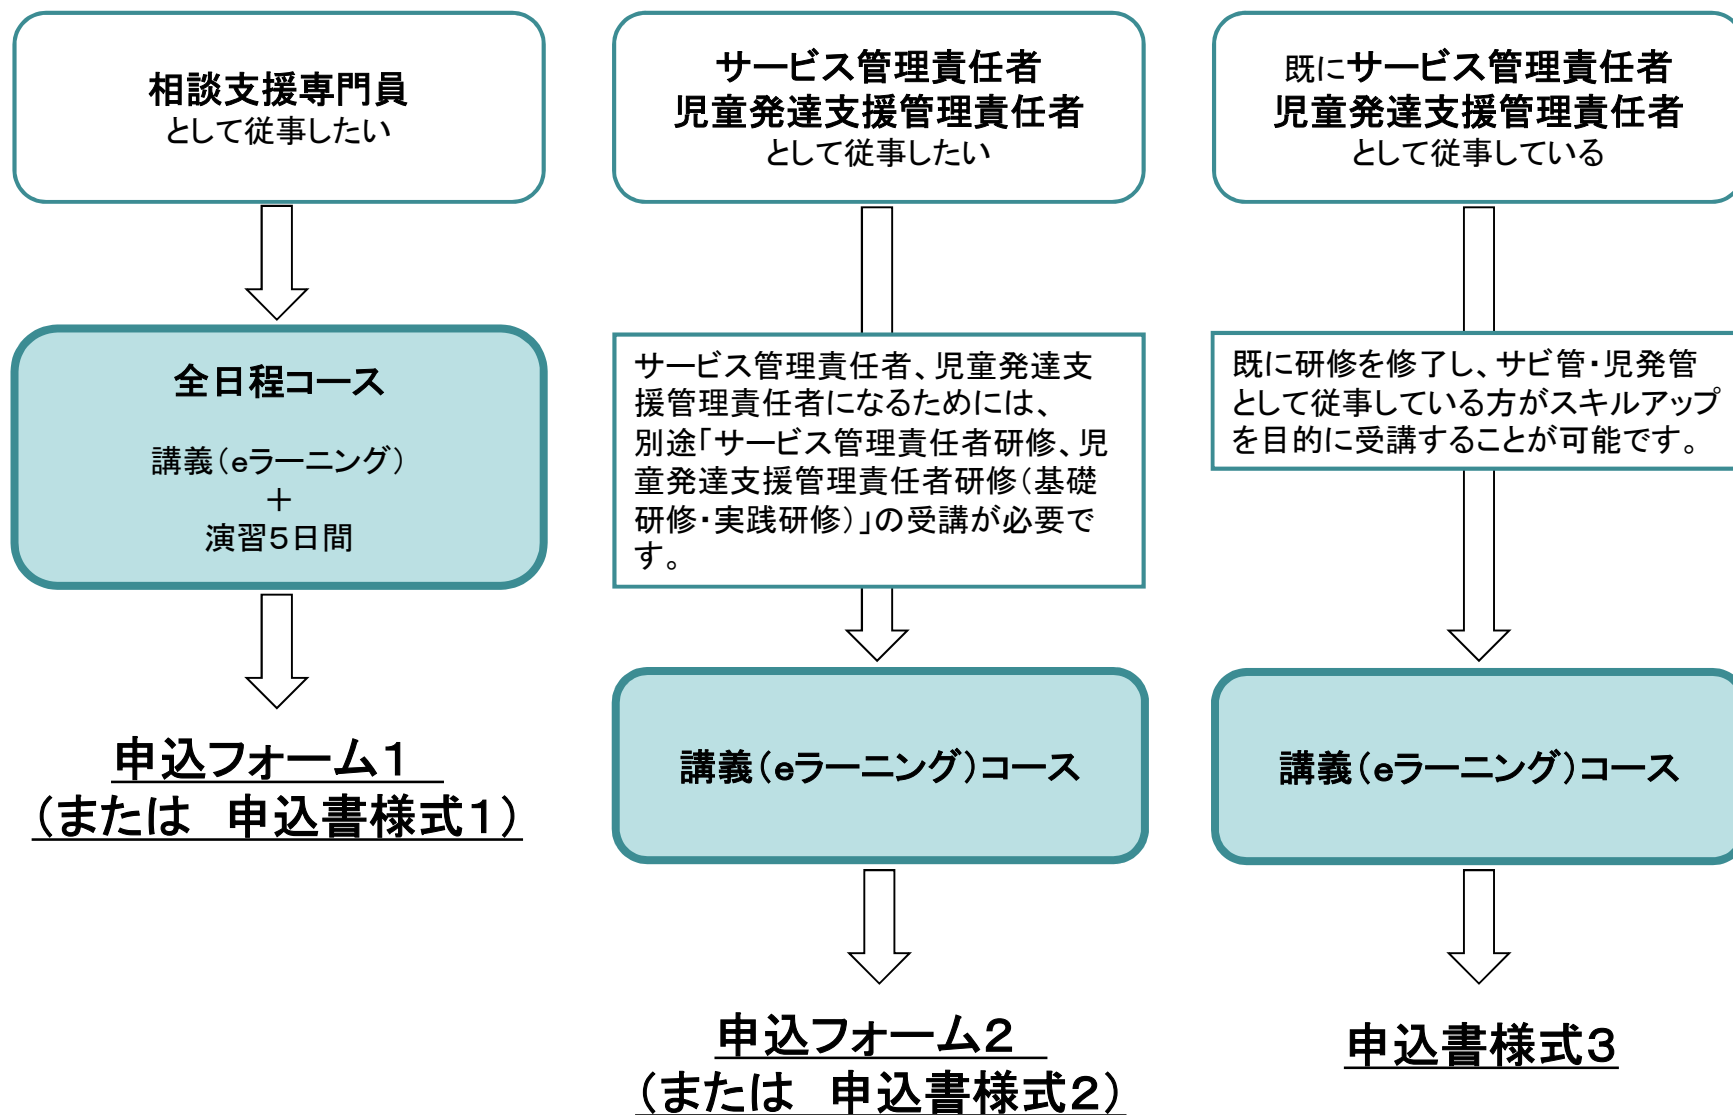 相談支援専門員
として従事したい
全日程コース
講義（eラーニング）
＋
演習５日間
申込フォーム１
（または　申込書様式１）
サービス管理責任者
児童発達支援管理責任者
として従事したい
サービス管理責任者、児童発達支
援管理責任者になるためには、
別途「サービス管理責任者研修、児
童発達支援管理責任者研修（基礎
研修・実践研修）」の受講が必要で
す。
講義（eラーニング）コース
申込フォーム２
（または　申込書様式２）
既にサービス管理責任者
児童発達支援管理責任者
として従事している
既に研修を修了し、サビ管・児発管
として従事している方がスキルアップ
を目的に受講することが可能です。
講義（eラーニング）コース
申込書様式３